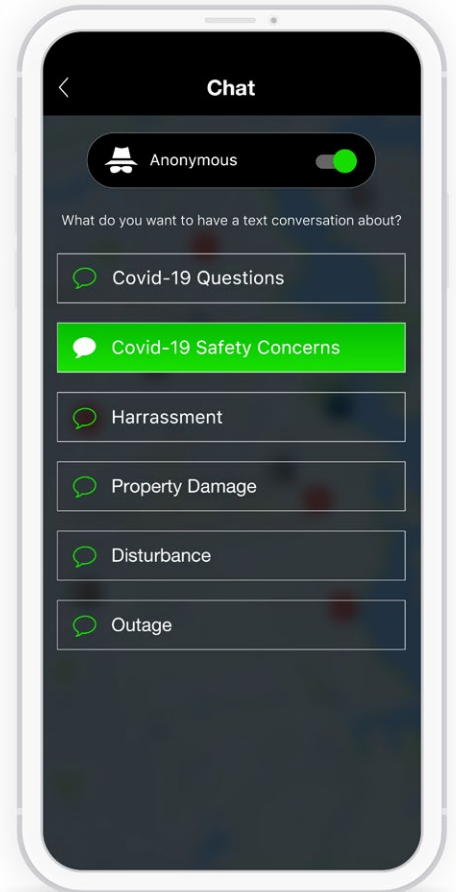 Chat
Anonymous
What do you want to have a text conversation about?
Covid-19 Questions
Covid-19 Safety Concerns
Harrassment
Property Damage
Disturbance
Outage